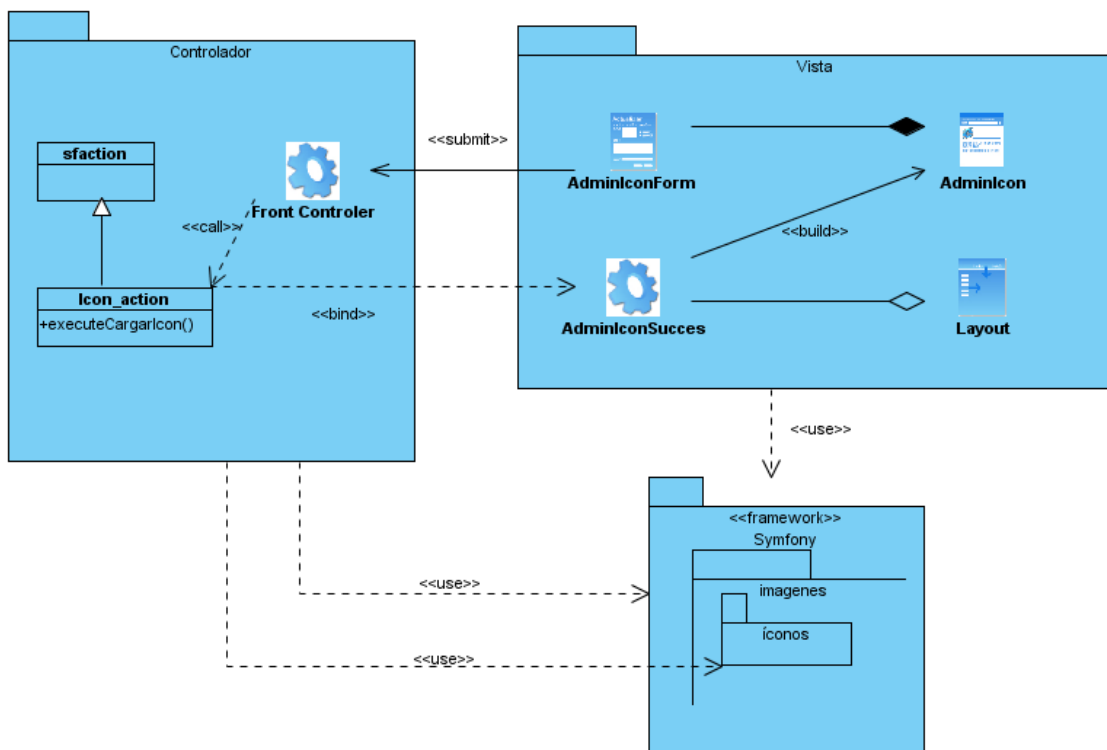 Controlador
sfaction
Front Controler
<<call>>
Icon_action
+executeCargarIcon()
<<submit>>
<<bind>>
Vista
AdminIconForm
AdminIcon
<<build>>
AdminIconSucces
Layout
<<use>>
<<use>>
<<use>>
<<framework>>
Symfony
imagenes
íconos